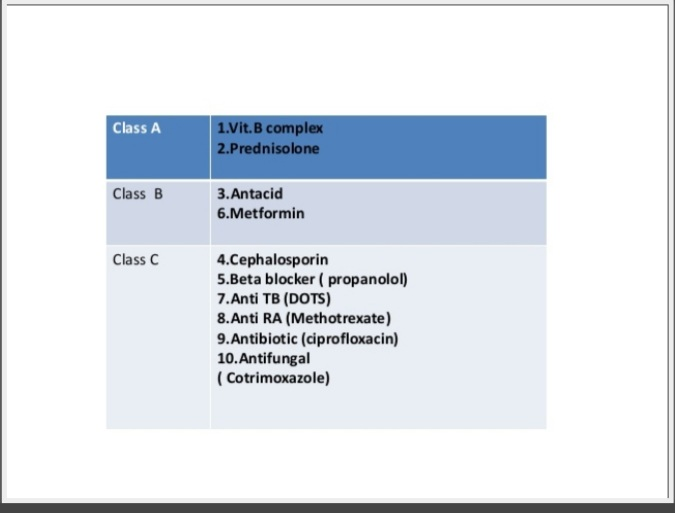 Class A
1.Vit.B complex
2.Prednisolone
Class B
3.Antacid
6.Metformin
Class C
4.Cephalosporin
5.Beta blocker ( propanolol)
7.Anti TB (DOTS)
8.Anti RA (Methotrexate)
9.Antibiotic (ciprofloxacin)
10.Antifungal
( Cotrimoxazole)